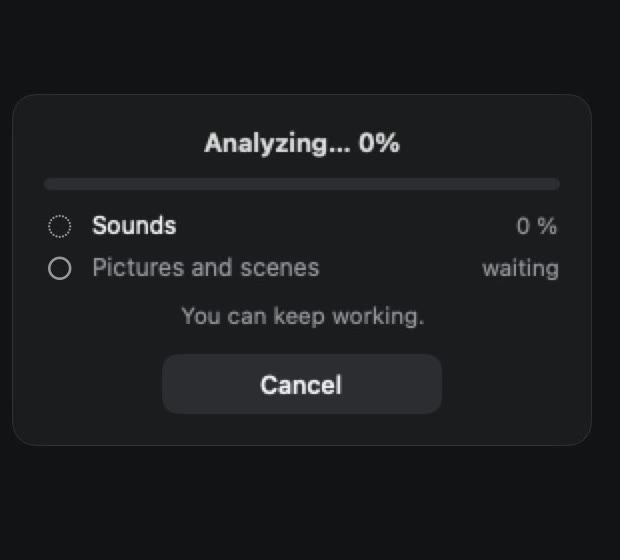 Analyzing... 0%
Sounds 0 %
Pictures and scenes waiting
You can keep working.
Cancel